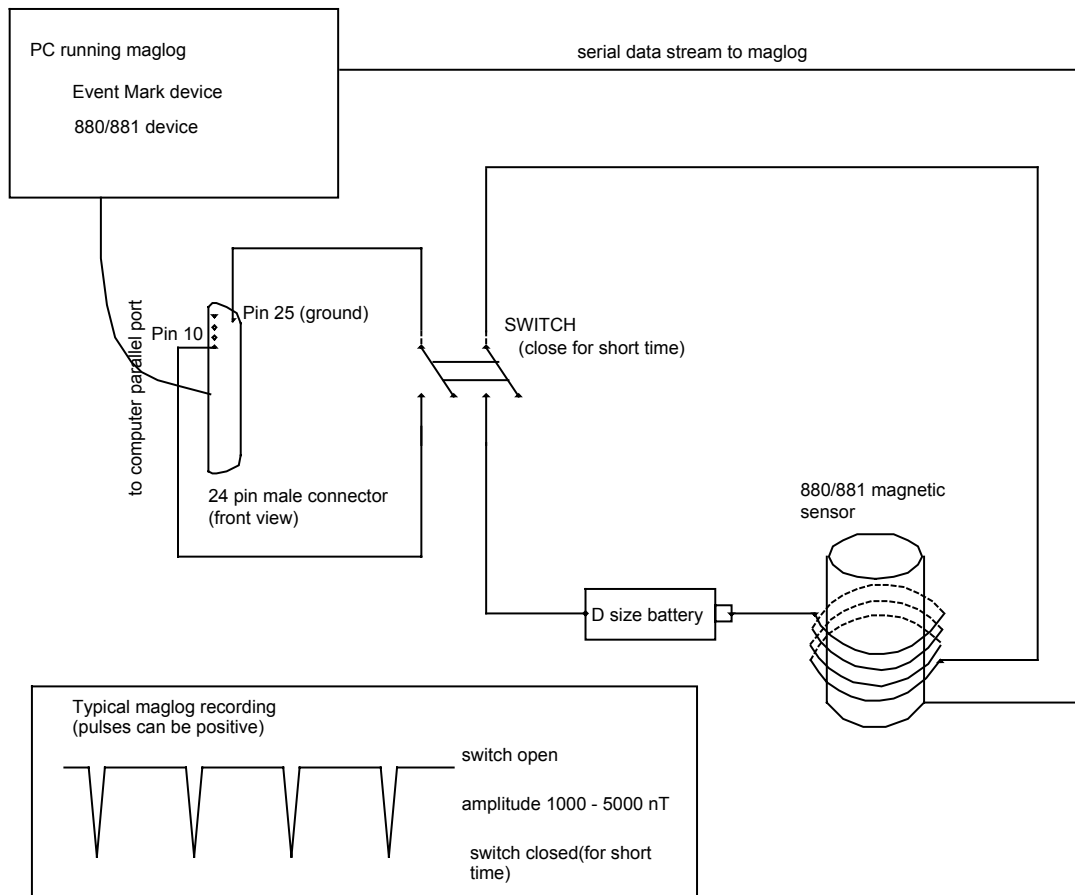 PC running maglog
Event Mark device
880/881 device
serial data stream to maglog
to computer parallel port
Pin 25 (ground)
Pin 10
SWITCH
(close for short time)
24 pin male connector
(front view)
880/881 magnetic
sensor
D size battery
Typical maglog recording
(pulses can be positive)
switch open
amplitude 1000 - 5000 nT
switch closed(for short
time)